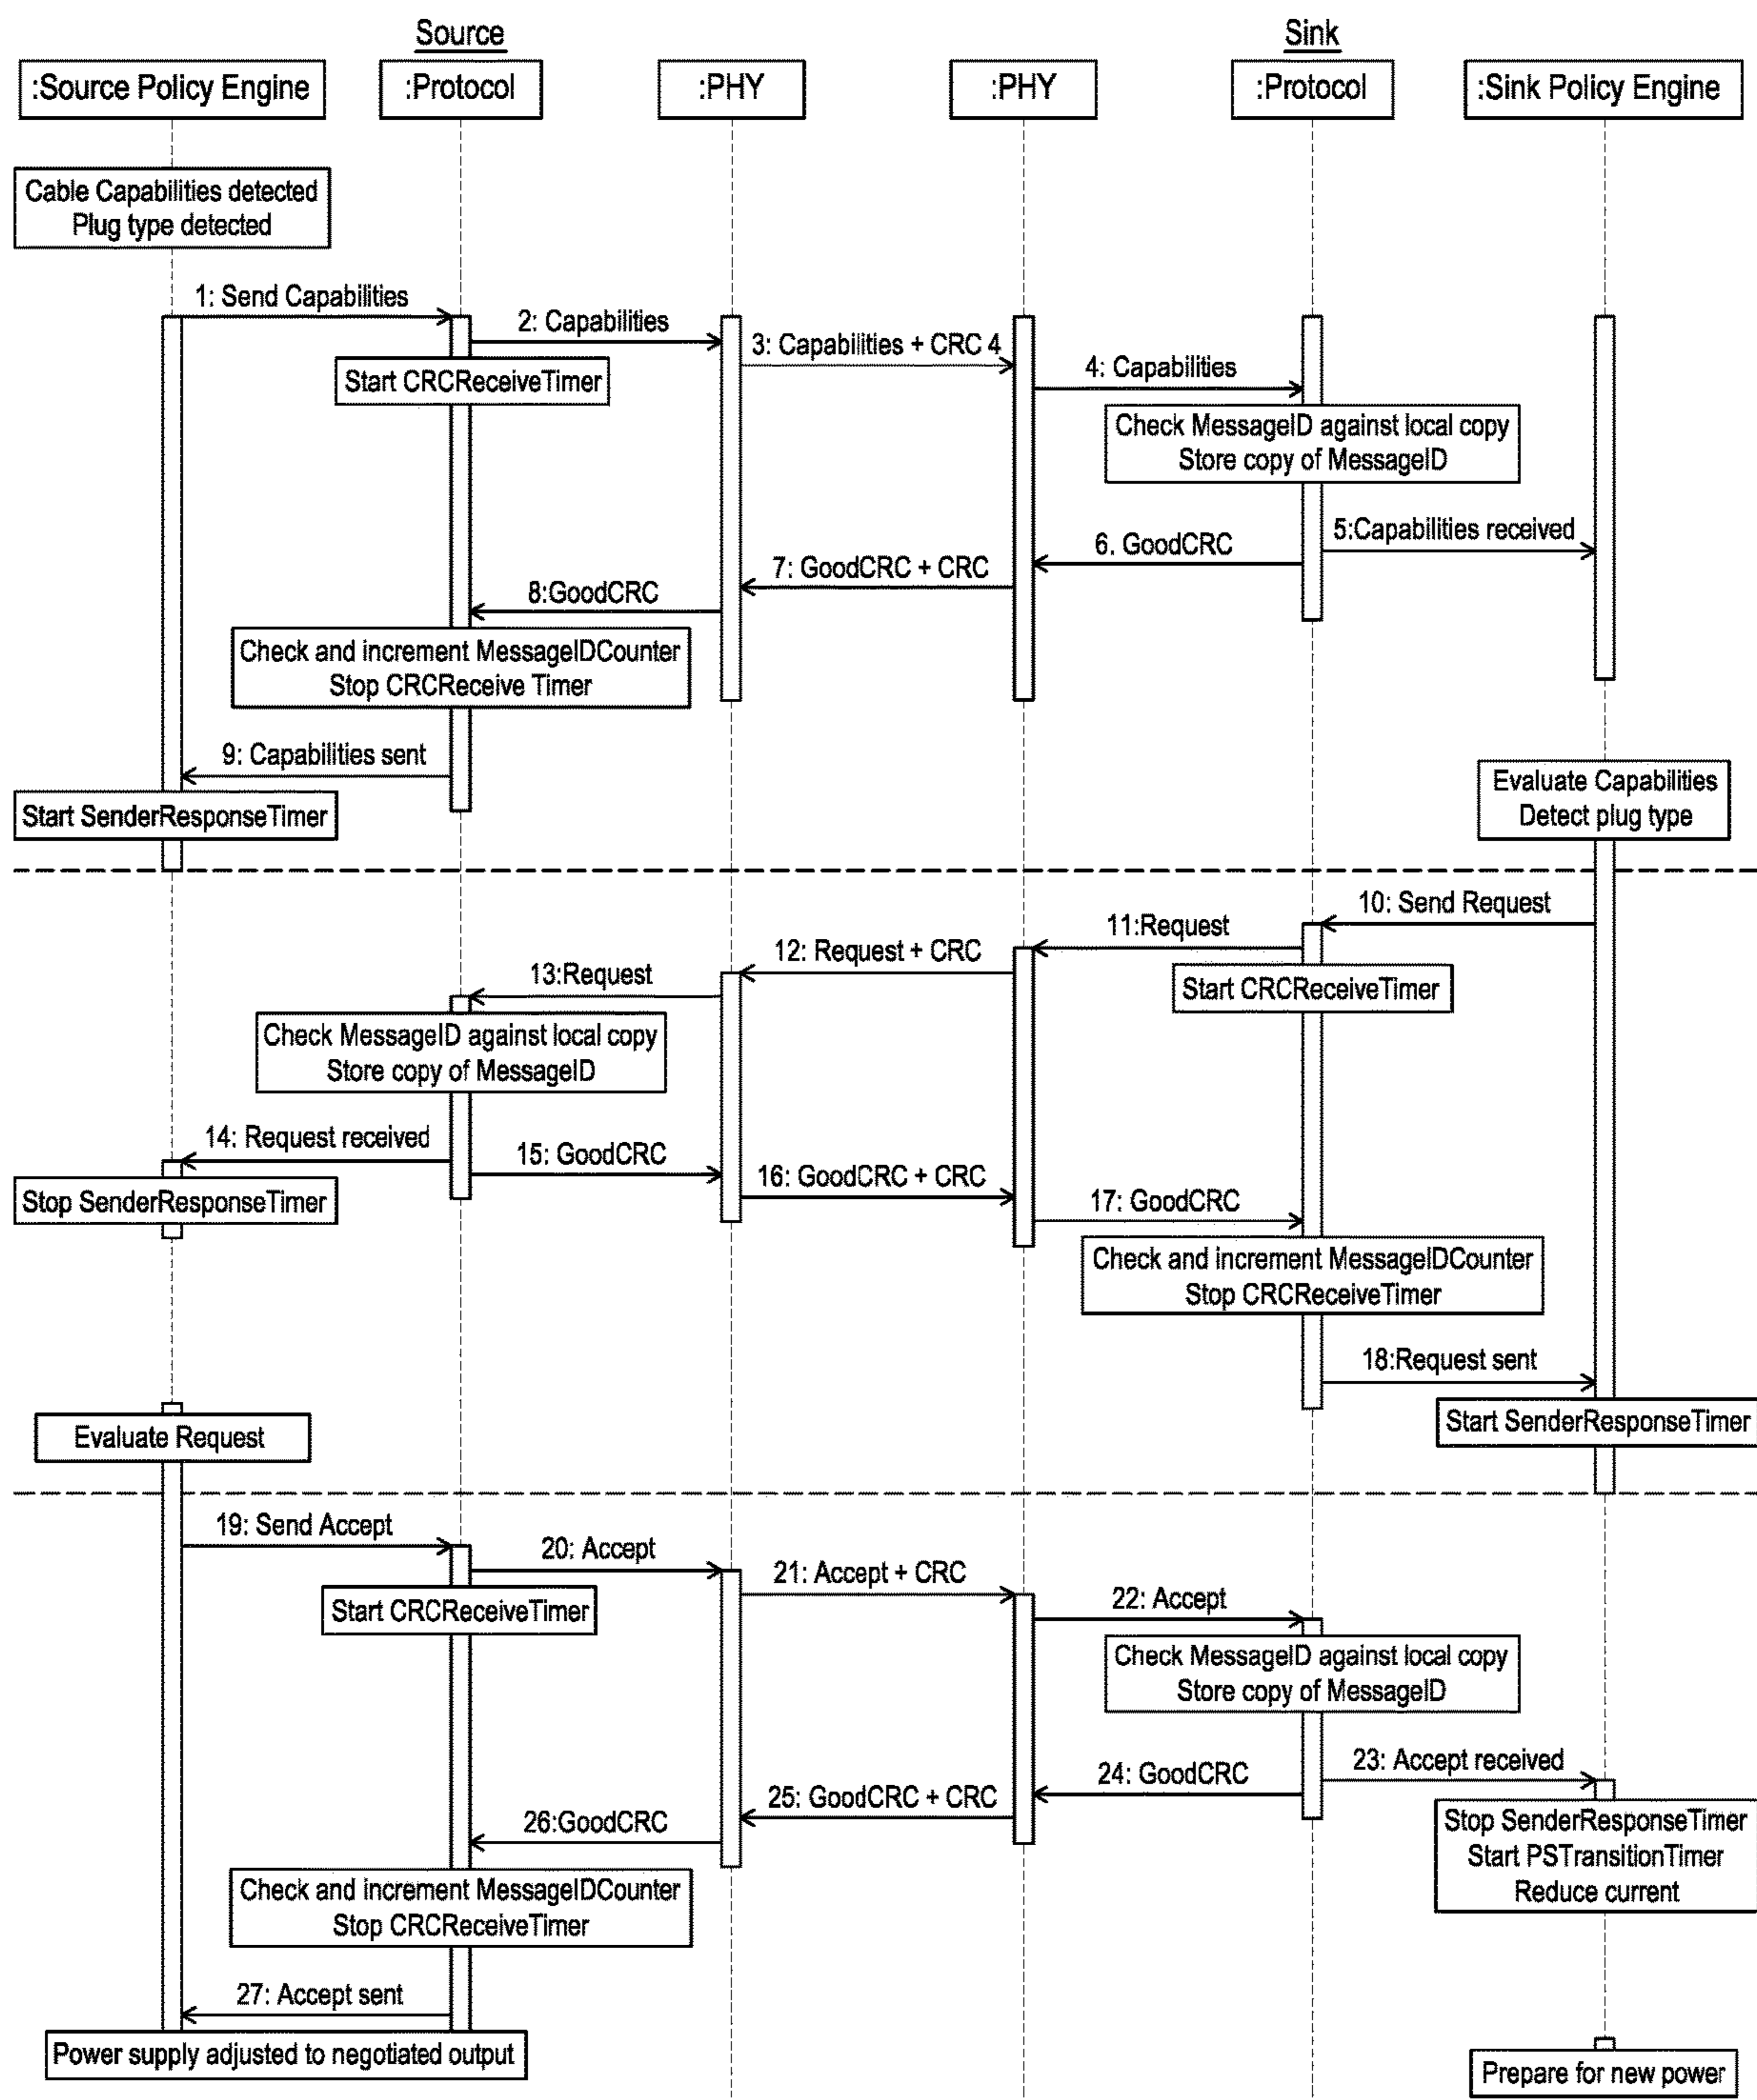 Source
Sink
:Source Policy Engine
:Protocol
:PHY
:PHY
:Protocol
:Sink Policy Engine
Cable Capabilities detected
Plug type detected
1: Send Capabilities
2: Capabilities
3: Capabilities + CRC 4
4: Capabilities
Start CRCReceiveTimer
Check MessageID against local copy
Store copy of MessageID
5:Capabilities received
6. GoodCRC
7: GoodCRC + CRC
8:GoodCRC
Check and increment MessageIDCounter
Stop CRCReceive Timer
9: Capabilities sent
Start SenderResponseTimer
Evaluate Capabilities
Detect plug type
10: Send Request
11:Request
12: Request + CRC
13:Request
Start CRCReceiveTimer
Check MessageID against local copy
Store copy of MessageID
14: Request received
15: GoodCRC
16: GoodCRC + CRC
17: GoodCRC
Stop SenderResponseTimer
Check and increment MessageIDCounter
Stop CRCReceiveTimer
18:Request sent
Start SenderResponseTimer
Evaluate Request
19: Send Accept
20: Accept
21: Accept + CRC
22: Accept
Start CRCReceiveTimer
Check MessageID against local copy
Store copy of MessageID
23: Accept received
24: GoodCRC
25: GoodCRC + CRC
26:GoodCRC
Stop SenderResponseTimer
Start PSTransitionTimer
Reduce current
Check and increment MessageIDCounter
Stop CRCReceiveTimer
27: Accept sent
Power supply adjusted to negotiated output
Prepare for new power